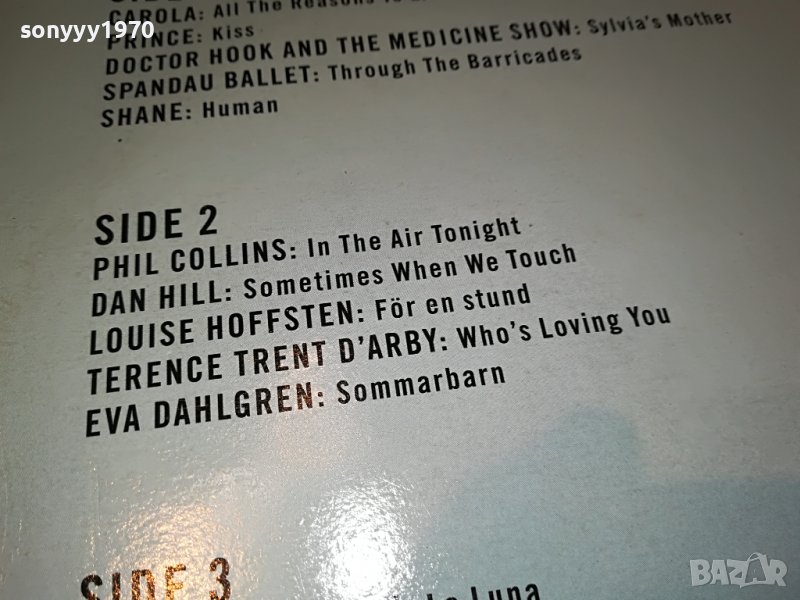 sonyyy1970
CAROLA: All The Reasons To
PRINCE: Kiss
DOCTOR HOOK AND THE MEDICINE SHOW: Sylvia's Mother
SPANDAU BALLET: Through The Barricades
SHANE: Human
SIDE 2
PHIL COLLINS: In The Air Tonight
DAN HILL: Sometimes When We Touch
LOUISE HOFFSTEN: För en stund
TERENCE TRENT D'ARBY: Who's Loving You
EVA DAHLGREN: Sommarbarn
SIDE 3
Luna
BAZAR